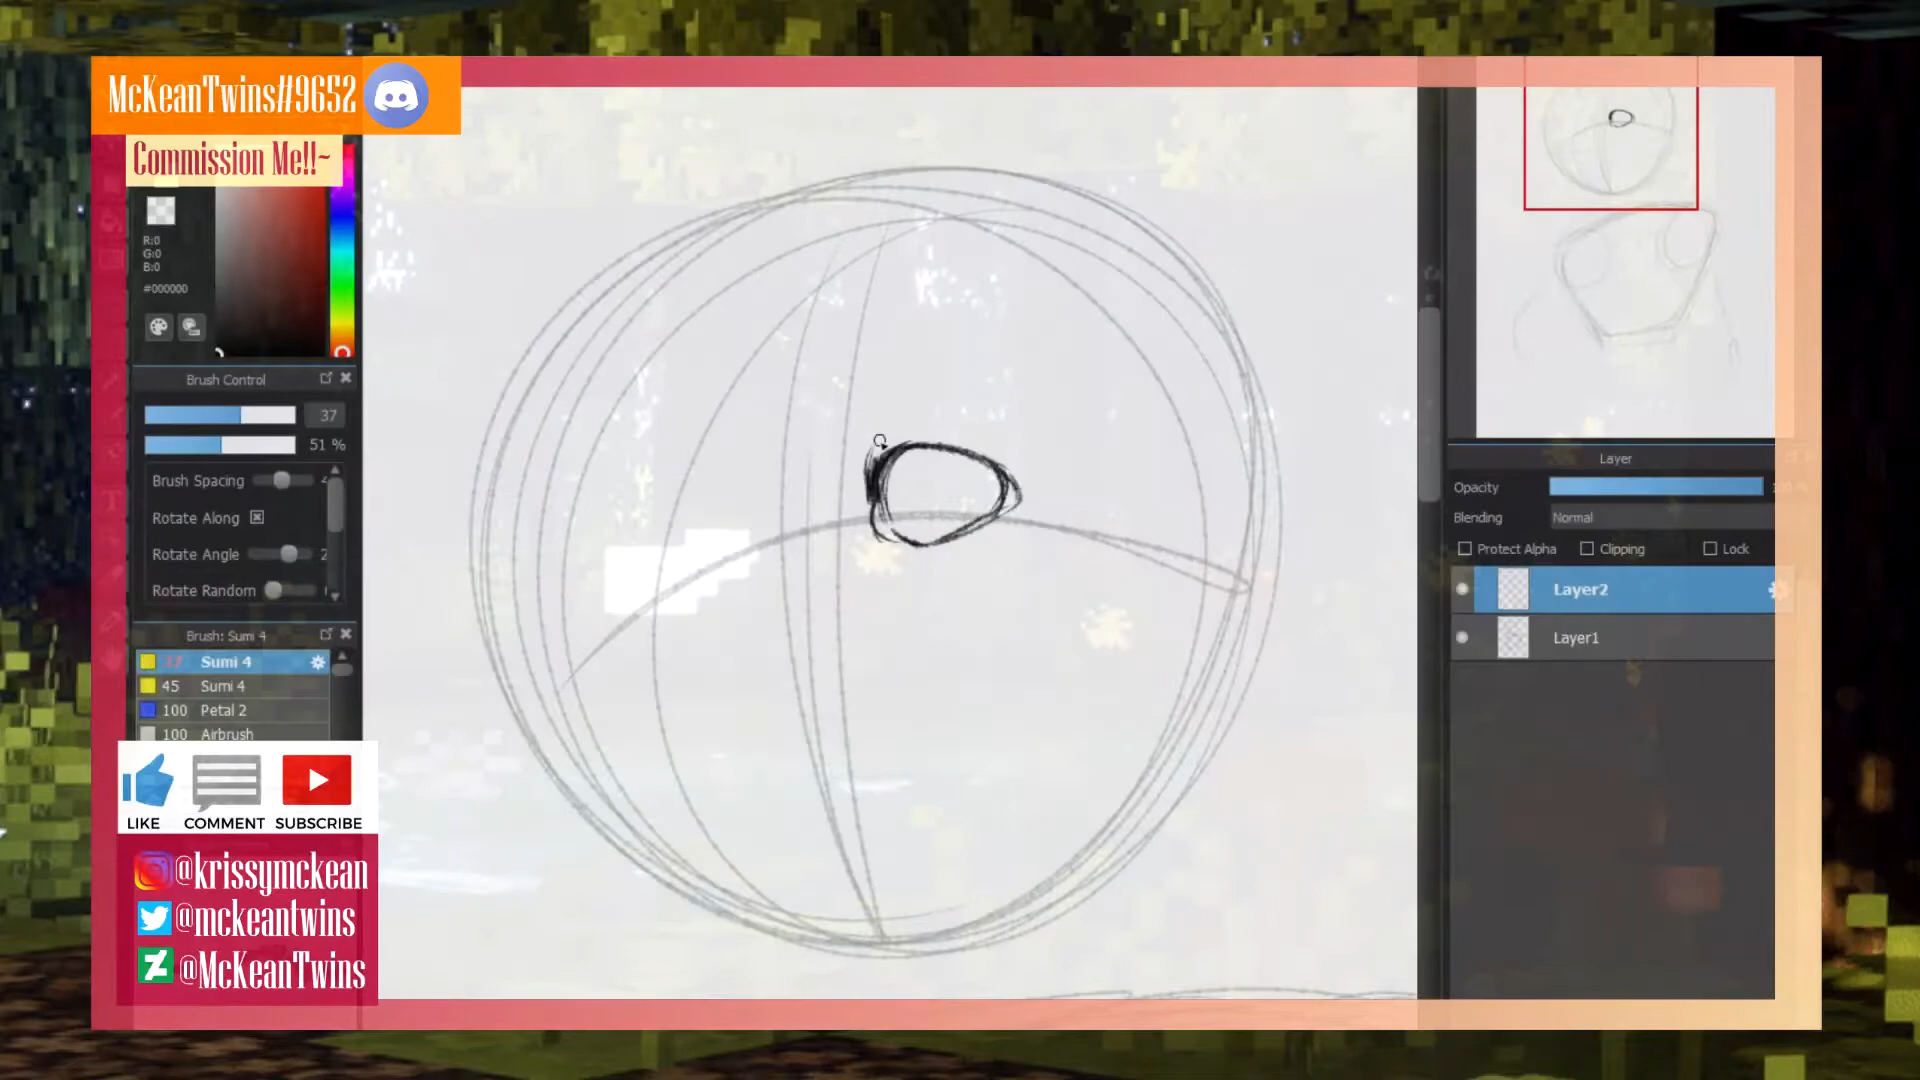 McKeanTwins#9652
Commission Me!!~
R:0
G:0
B:0
#000000
Brush Control
37
51 %
Brush Spacing
Rotate Along
Rotate Angle
Rotate Random
Brush: Sumi 4
37 Sumi 4
45 Sumi 4
100 Petal 2
100 Airbrush
LIKE COMMENT SUBSCRIBE
@krissymckean
@mckeantwins
@McKeanTwins
Layer
Opacity 100 %
Blending Normal
Protect Alpha Clipping Lock
Layer2
Layer1